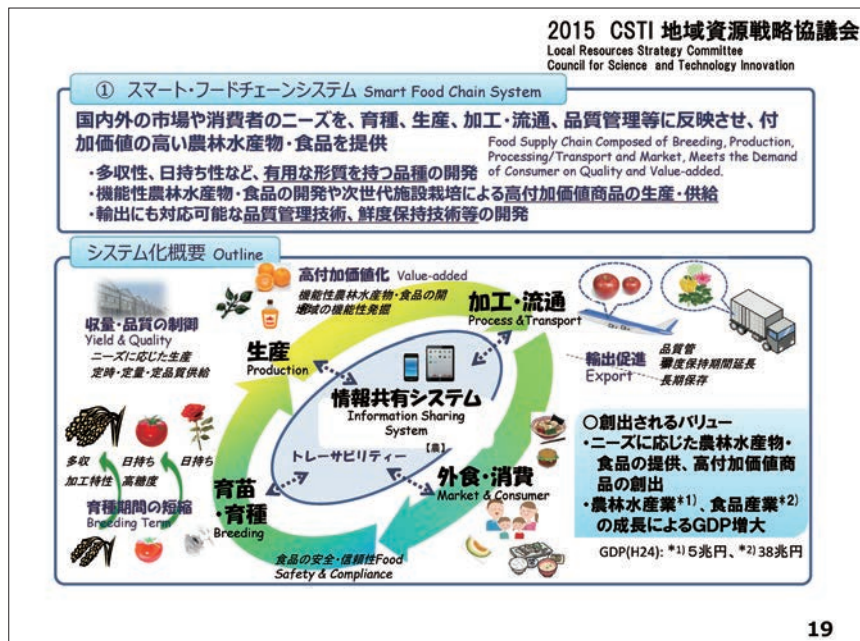 2015 CSTI 地域資源戦略協議会
Local Resources Strategy Committee
Council for Science and Technology Innovation
① スマート・フードチェーンシステム Smart Food Chain System
国内外の市場や消費者のニーズを、育種、生産、加工・流通、品質管理等に反映させ、付
加価値の高い農林水産物・食品を提供
Food Supply Chain Composed of Breeding, Production,
Processing/Transport and Market, Meets the Demand
of Consumer on Quality and Value-added.
・多収性、日持ち性など、有用な形質を持つ品種の開発
・機能性農林水産物・食品の開発や次世代施設栽培による高付加価値商品の生産・供給
・輸出にも対応可能な品質管理技術、鮮度保持技術等の開発
システム化概要 Outline
高付加価値化 Value-added
機能性農林水産物・食品の開
域の機能性発掘
収量・品質の制御
Yield & Quality
ニーズに応じた生産
定時・定量・定品質供給
生産
Production
加工・流通
Process &Transport
輸出促進
Export
品質管
度保持期間延長
長期保存
情報共有システム
Information Sharing
System
【農】
トレーサビリティー
多収
日持ち
日持ち
加工特性
高糖度
育種期間の短縮
Breeding Term
育苗
・育種
Breeding
外食・消費
Market & Consumer
食品の安全・信頼性Food
Safety & Compliance
○創出されるバリュー
・ニーズに応じた農林水産物・
食品の提供、高付加価値商
品の創出
・農林水産業*1)、食品産業*2)
の成長によるGDP増大
GDP(H24): *1)5兆円、*2)38兆円
19